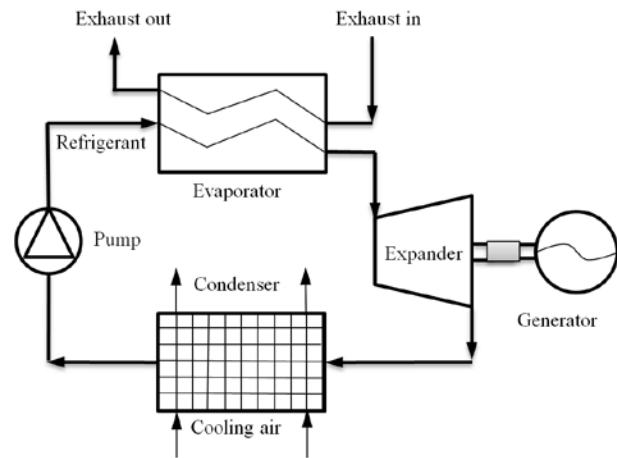 Exhaust out
Exhaust in
Refrigerant
Evaporator
Pump
Expander
Condenser
Generator
Cooling air